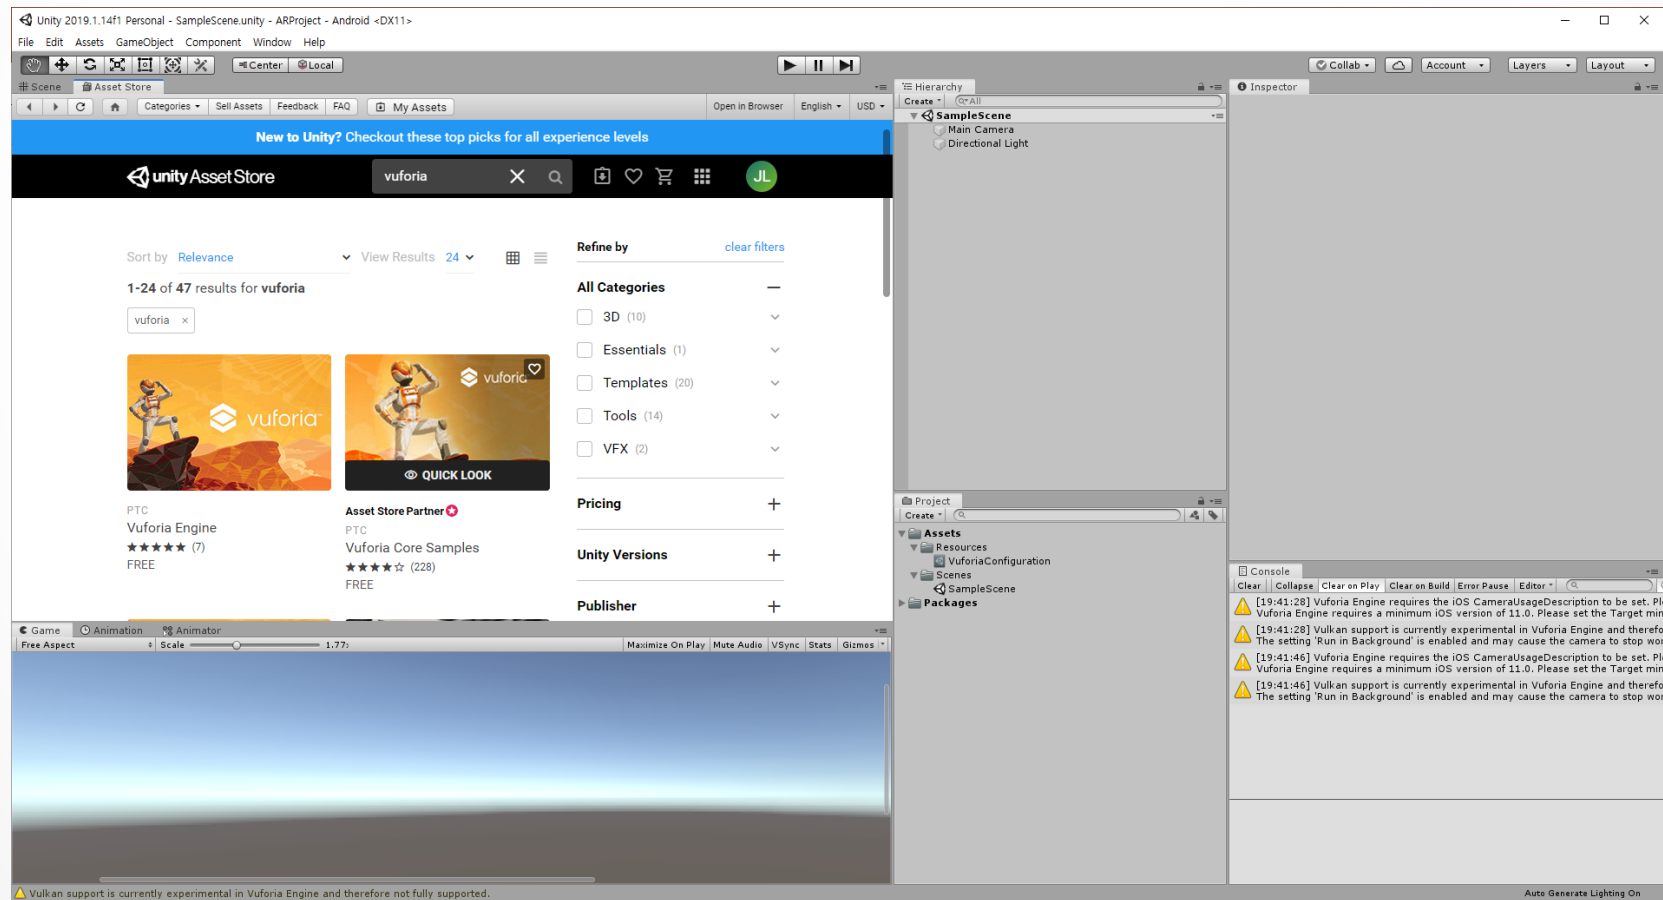 Unity 2019.1.14f1 Personal - SampleScene.unity - ARProject - Android <DX11>
File Edit Assets GameObject Component Window Help
Center Local
Collab Account Layers Layout
Scene Asset Store
Categories Sell Assets Feedback FAQ My Assets
Open in Browser English USD
New to Unity? Checkout these top picks for all experience levels
unity Asset Store
vuforia
JL
Sort by Relevance View Results 24
1-24 of 47 results for vuforia
vuforia ×
Refine by clear filters
All Categories
3D (10)
Essentials (1)
Templates (20)
Tools (14)
VFX (2)
Pricing
Unity Versions
Publisher
vuforia
PTC
Vuforia Engine
(7)
FREE
vuforia
QUICK LOOK
Asset Store Partner
PTC
Vuforia Core Samples
(228)
FREE
Game Animation Animator
Free Aspect Scale 1.77
Maximize On Play Mute Audio VSync Stats Gizmos
Hierarchy
Create All
SampleScene
Main Camera
Directional Light
Project
Create
Assets
Resources
VuforiaConfiguration
Scenes
SampleScene
Packages
Inspector
Console
Clear Collapse Clear on Play Clear on Build Error Pause Editor
[19:41:28] Vuforia Engine requires the iOS CameraUsageDescription to be set. Pl
Vuforia Engine requires a minimum iOS version of 11.0. Please set the Target min
[19:41:28] Vulkan support is currently experimental in Vuforia Engine and therefo
The setting 'Run in Background' is enabled and may cause the camera to stop wor
[19:41:46] Vuforia Engine requires the iOS CameraUsageDescription to be set. Pl
Vuforia Engine requires a minimum iOS version of 11.0. Please set the Target min
[19:41:46] Vulkan support is currently experimental in Vuforia Engine and therefo
The setting 'Run in Background' is enabled and may cause the camera to stop wor
Vulkan support is currently experimental in Vuforia Engine and therefore not fully supported.
Auto Generate Lighting On